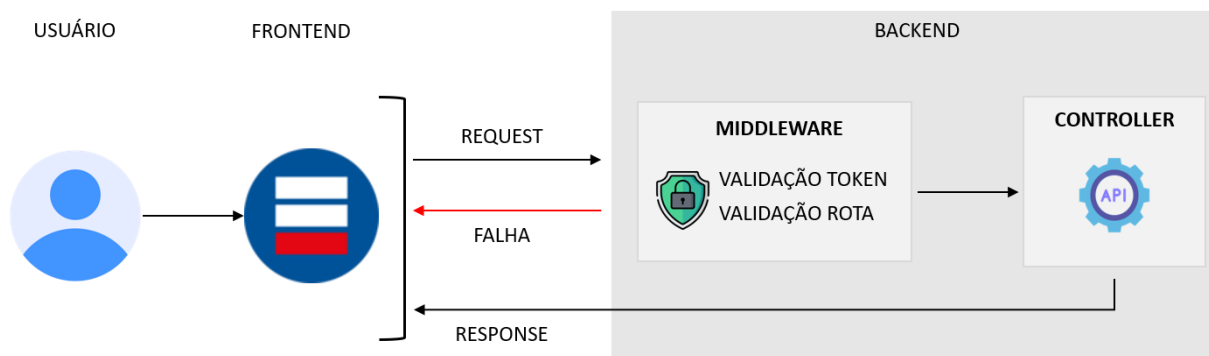 USUÁRIO
FRONTEND
BACKEND
REQUEST
FALHA
RESPONSE
MIDDLEWARE
VALIDAÇÃO TOKEN
VALIDAÇÃO ROTA
CONTROLLER
API